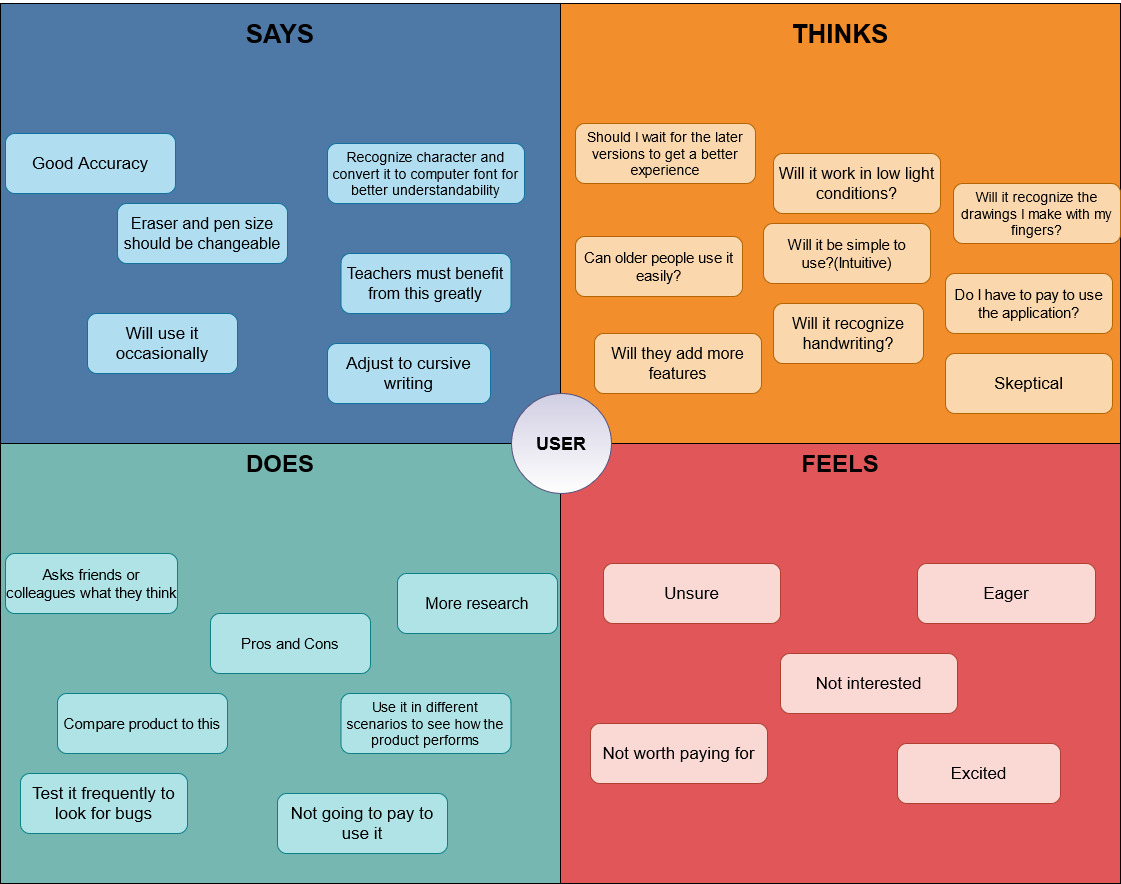 SAYS
Good Accuracy
Recognize character and
convert it to computer font for
better understandability
Eraser and pen size
should be changeable
Teachers must benefit
from this greatly
Will use it
occasionally
Adjust to cursive
writing
THINKS
Should I wait for the later
versions to get a better
experience
Will it work in low light
conditions?
Will it recognize the
drawings I make with my
fingers?
Can older people use it
easily?
Will it be simple to
use?(Intuitive)
Do I have to pay to use
the application?
Will they add more
features
Will it recognize
handwriting?
Skeptical
USER
DOES
Asks friends or
colleagues what they think
More research
Pros and Cons
Compare product to this
Use it in different
scenarios to see how the
product performs
Test it frequently to
look for bugs
Not going to pay to
use it
FEELS
Unsure
Eager
Not interested
Not worth paying for
Excited